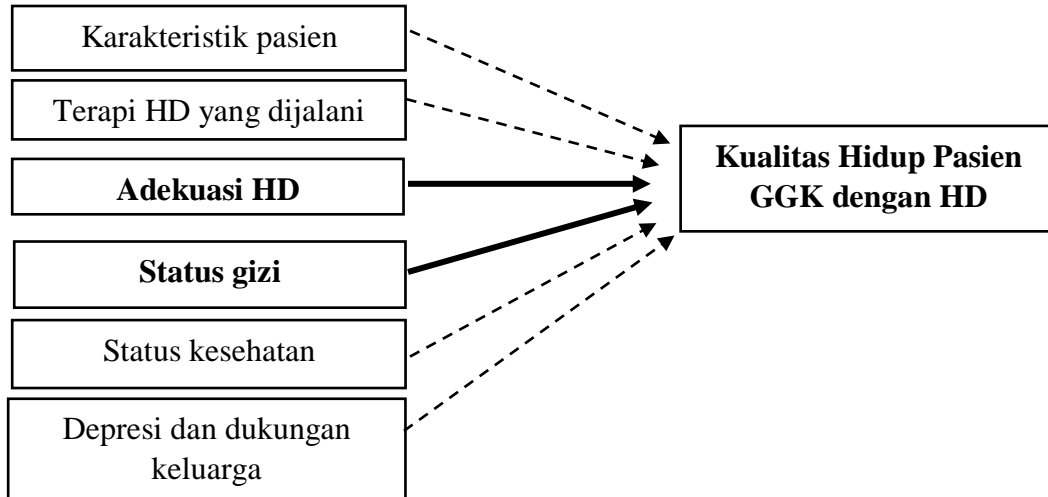 Karakteristik pasien
Terapi HD yang dijalani
Adekuasi HD
Status gizi
Status kesehatan
Depresi dan dukungan
keluarga
Kualitas Hidup Pasien
GGK dengan HD